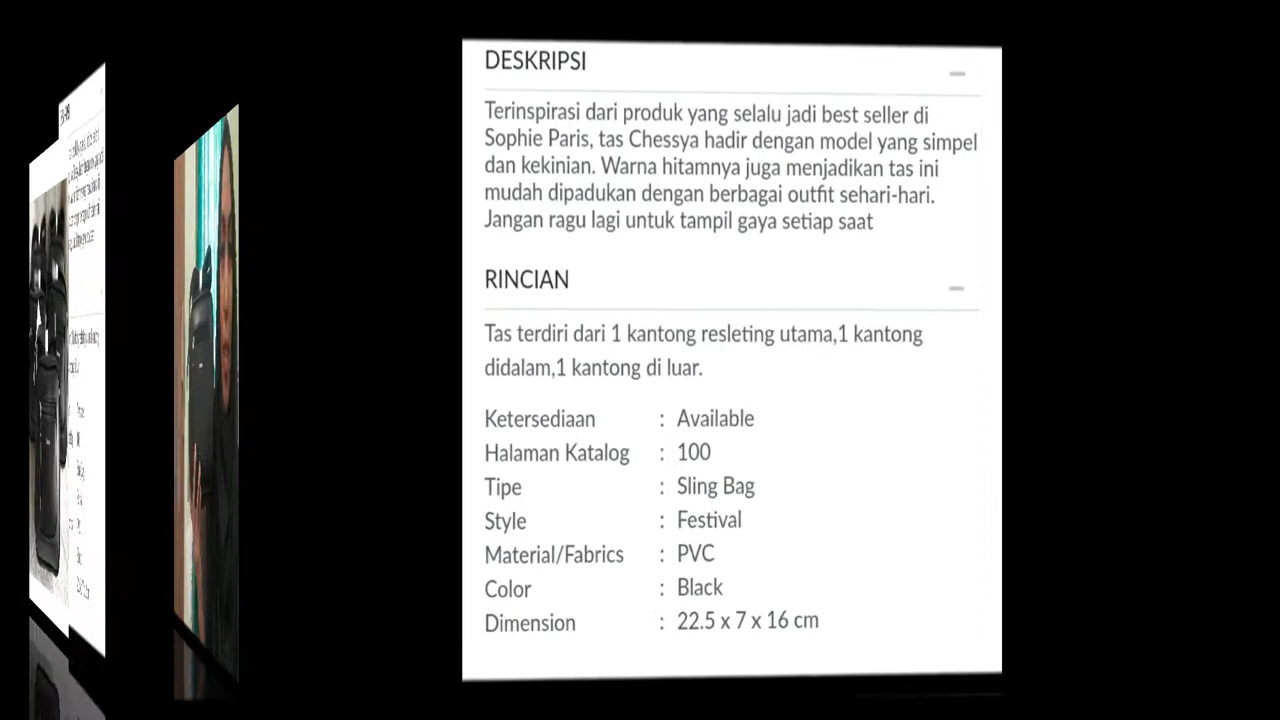 DESKRIPSI
Terinspirasi dari produk yang selalu jadi best seller di
Sophie Paris, tas Chessya hadir dengan model yang simpel
dan kekinian. Warna hitamnya juga menjadikan tas ini
mudah dipadukan dengan berbagai outfit sehari-hari.
Jangan ragu lagi untuk tampil gaya setiap saat
RINCIAN
Tas terdiri dari 1 kantong resleting utama,1 kantong
didalam,1 kantong di luar.
Ketersediaan : Available
Halaman Katalog : 100
Tipe : Sling Bag
Style : Festival
Material/Fabrics : PVC
Color : Black
Dimension : 22.5 x 7 x 16 cm